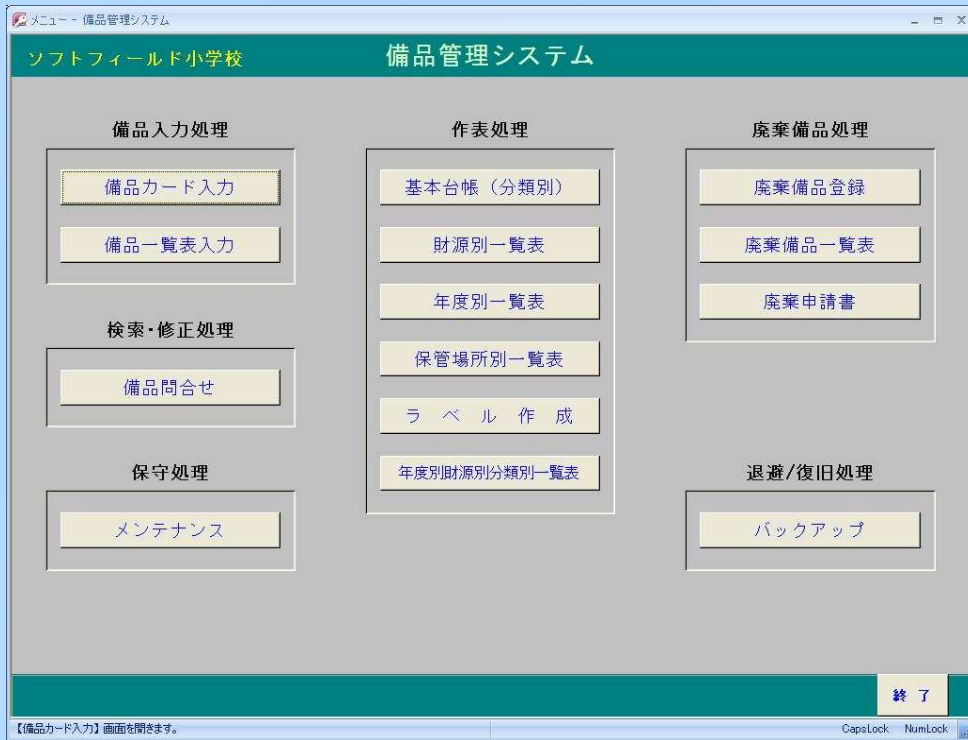 メニュー - 備品管理システム
ソフトフィールド小学校
備品管理システム
備品入力処理
備品カード入力
備品一覧表入力
検索･修正処理
備品問合せ
保守処理
メンテナンス
作表処理
基本台帳（分類別）
財源別一覧表
年度別一覧表
保管場所別一覧表
ラ　ベ　ル　作　成
年度別財源別分類別一覧表
廃棄備品処理
廃棄備品登録
廃棄備品一覧表
廃棄申請書
退避/復旧処理
バックアップ
終 了
【備品カード入力】画面を開きます。
CapsLock NumLock